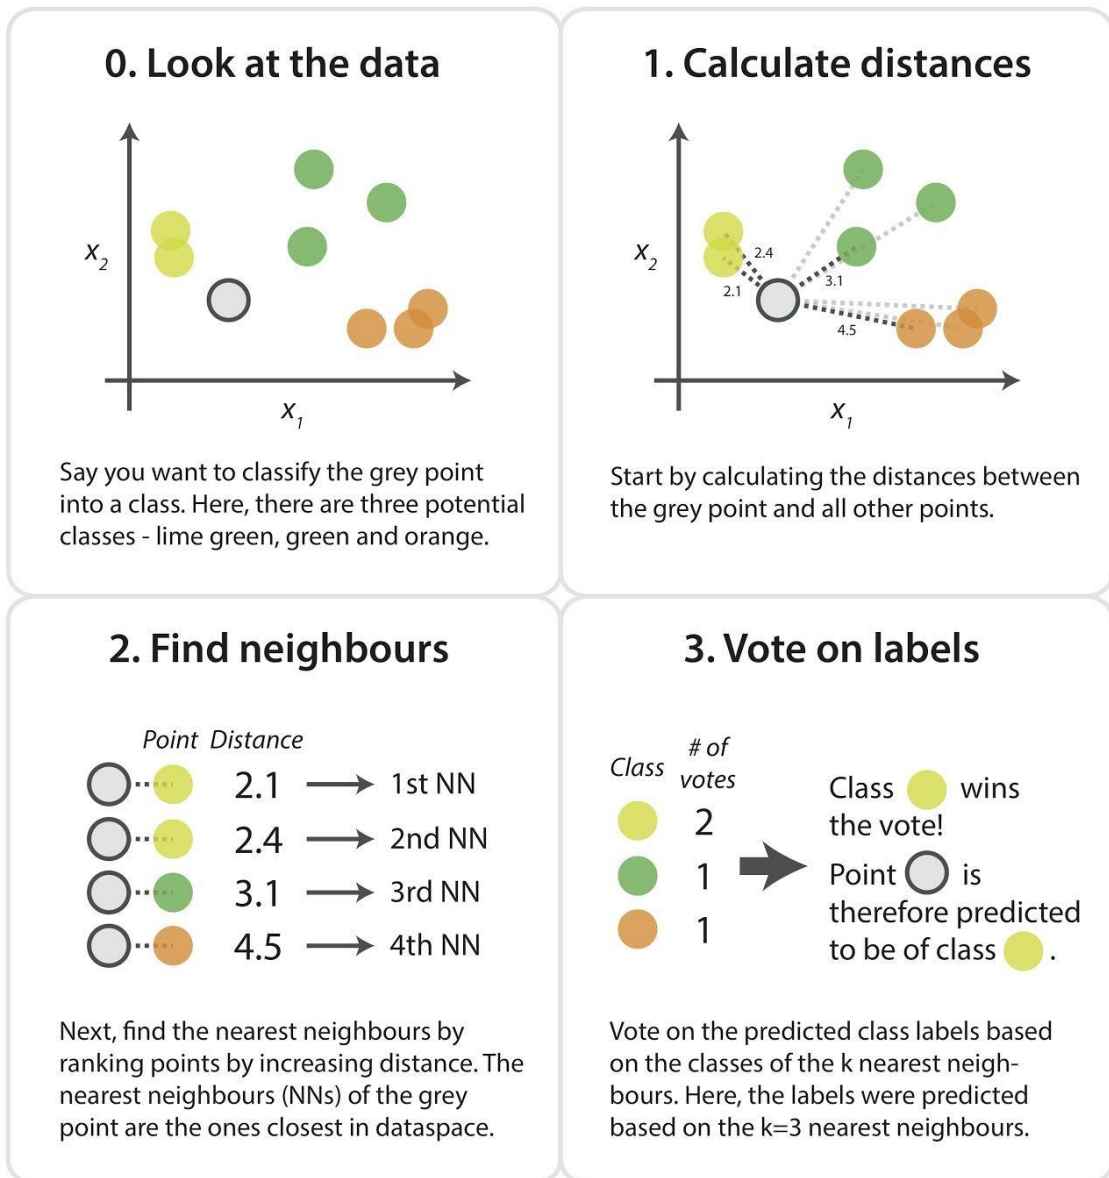 0. Look at the data
x2
x1
Say you want to classify the grey point
into a class. Here, there are three potential
classes - lime green, green and orange.
1. Calculate distances
x2
2.4
2.1
3.1
4.5
x1
Start by calculating the distances between
the grey point and all other points.
2. Find neighbours
Point Distance
2.1 1st NN
2.4 2nd NN
3.1 3rd NN
4.5 4th NN
Next, find the nearest neighbours by
ranking points by increasing distance. The
nearest neighbours (NNs) of the grey
point are the ones closest in dataspace.
3. Vote on labels
Class # of
votes
2
1
1
Class wins
the vote!
Point is
therefore predicted
to be of class .
Vote on the predicted class labels based
on the classes of the k nearest neigh-
bours. Here, the labels were predicted
based on the k=3 nearest neighbours.